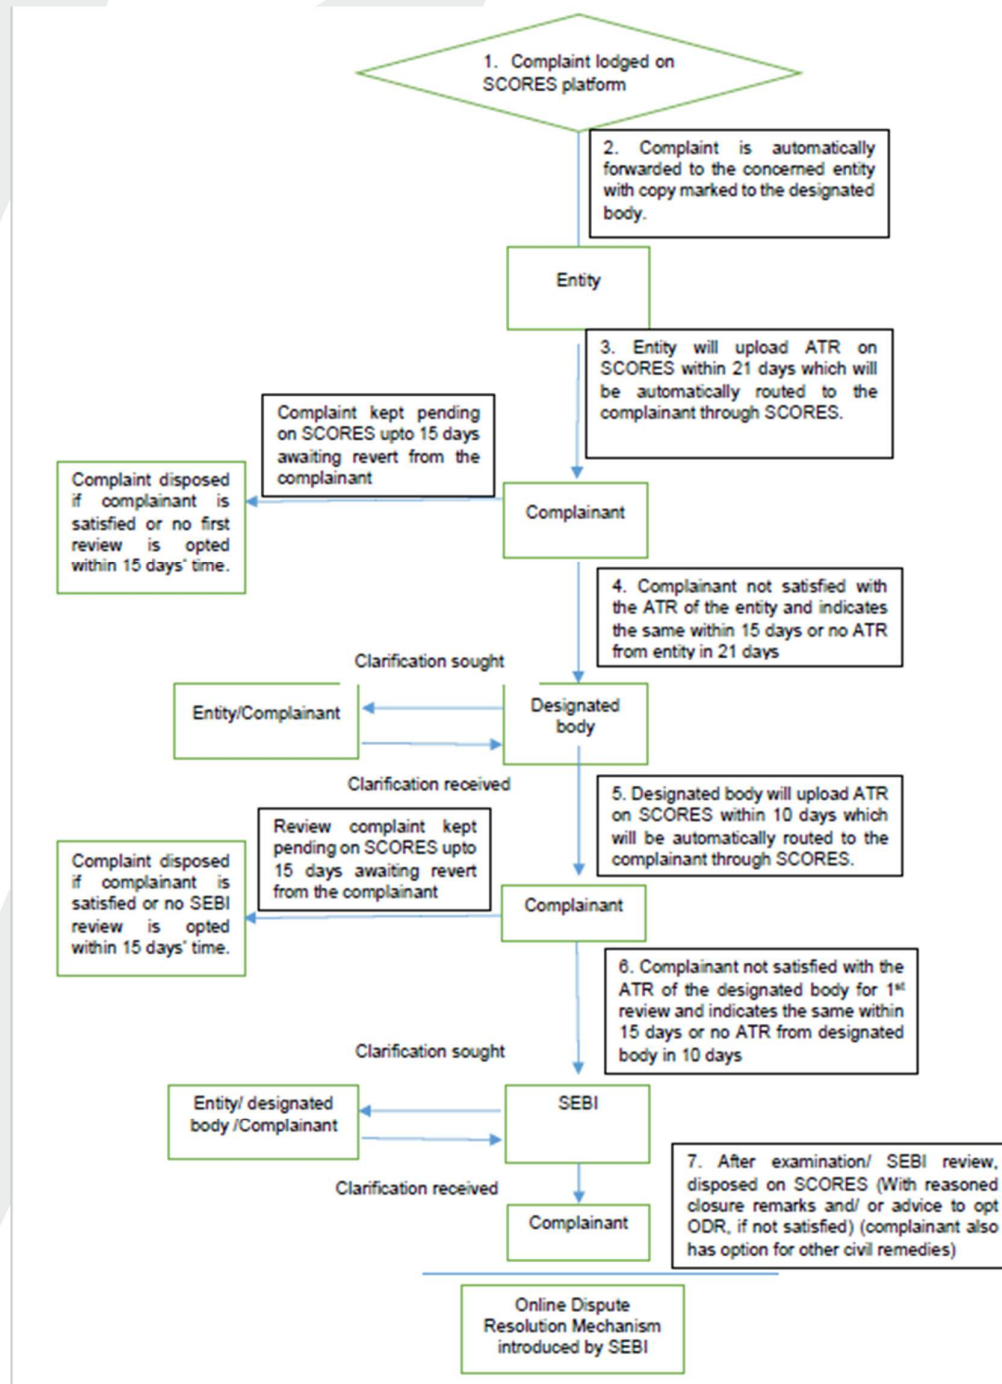 1. Complaint lodged on
SCORES platform
2. Complaint is automatically
forwarded to the concerned entity
with copy marked to the designated
body.
Entity
3. Entity will upload ATR on
SCORES within 21 days which will
be automatically routed to the
complainant through SCORES.
Complaint kept pending
on SCORES upto 15 days
awaiting revert from the
complainant
Complaint disposed
if complainant is
satisfied or no first
review is opted
within 15 days' time.
Complainant
4. Complainant not satisfied with
the ATR of the entity and indicates
the same within 15 days or no ATR
from entity in 21 days
Clarification sought
Entity/Complainant
Designated
body
Clarification received
5. Designated body will upload ATR
on SCORES within 10 days which
will be automatically routed to the
complainant through SCORES.
Review complaint kept
pending on SCORES upto
15 days awaiting revert
from the complainant
Complaint disposed
if complainant is
satisfied or no SEBI
review is opted
within 15 days' time.
Complainant
6. Complainant not satisfied with the
ATR of the designated body for 1st
review and indicates the same within
15 days or no ATR from designated
body in 10 days
Clarification sought
Entity/ designated
body /Complainant
SEBI
Clarification received
7. After examination/ SEBI review,
disposed on SCORES (With reasoned
closure remarks and/ or advice to opt
ODR, if not satisfied) (complainant also
has option for other civil remedies)
Complainant
Online Dispute
Resolution Mechanism
introduced by SEBI